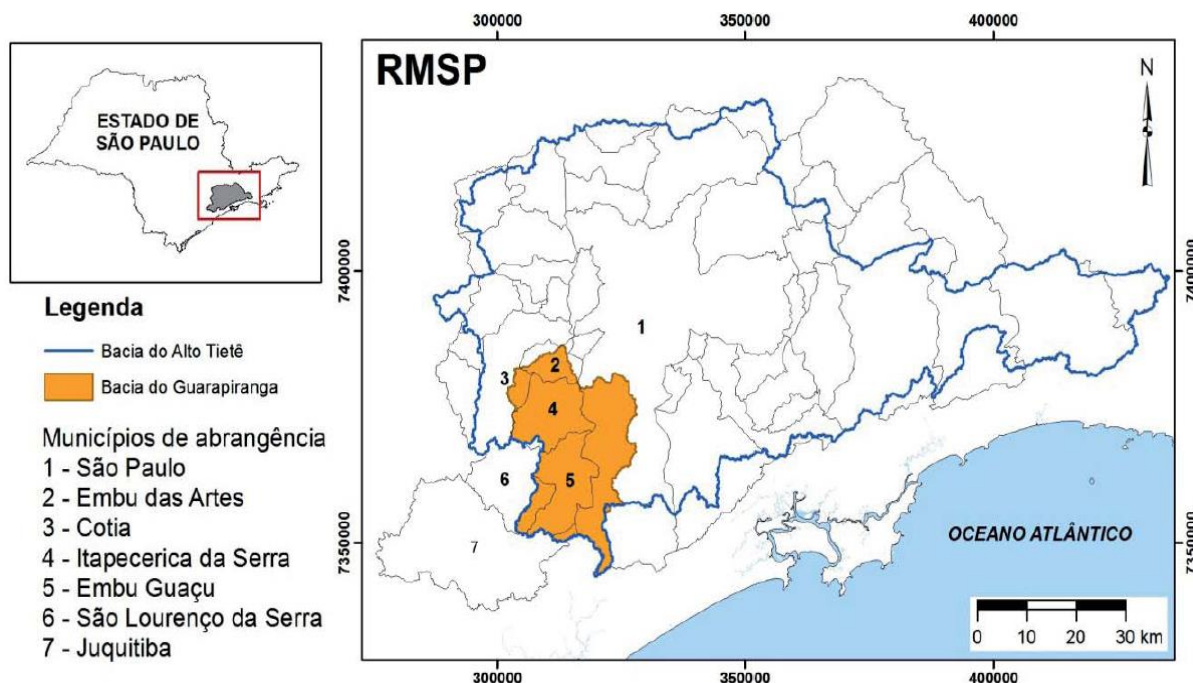 300000
350000
400000
ESTADO DE
SÃO PAULO
RMSP
N
7400000
7400000
7350000
7350000
Legenda
Bacia do Alto Tietê
Bacia do Guarapiranga
Municípios de abrangência
1 - São Paulo
2 - Embu das Artes
3 - Cotia
4 - Itapecerica da Serra
5 - Embu Guaçu
6 - São Lourenço da Serra
7 - Juquitiba
1
2
3
4
5
6
7
OCEANO ATLÂNTICO
0 10 20 30 km
300000
350000
400000